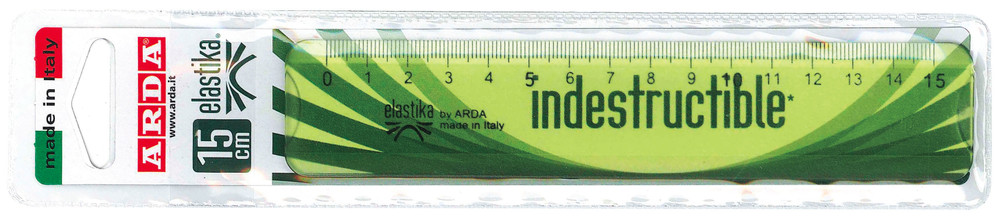 made in Italy
ARDA
www.arda.it
elastika®
15
cm
0 1 2 3 4 5 6 7 8 9 10 11 12 13 14 15
elastika
by ARDA
made in Italy
indestructible*